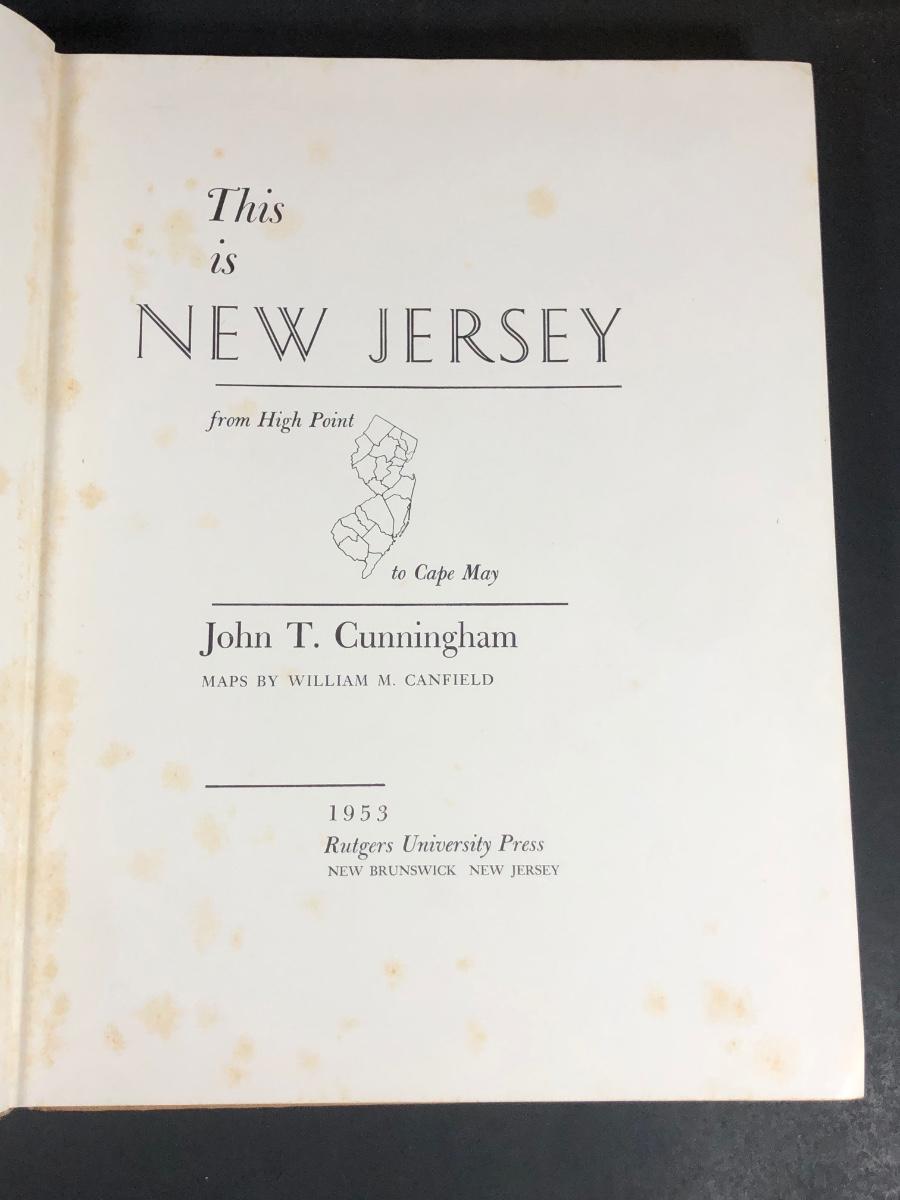 This
is
NEW JERSEY
from High Point
to Cape May
John T. Cunningham
MAPS BY WILLIAM M. CANFIELD
1953
Rutgers University Press
NEW BRUNSWICK NEW JERSEY